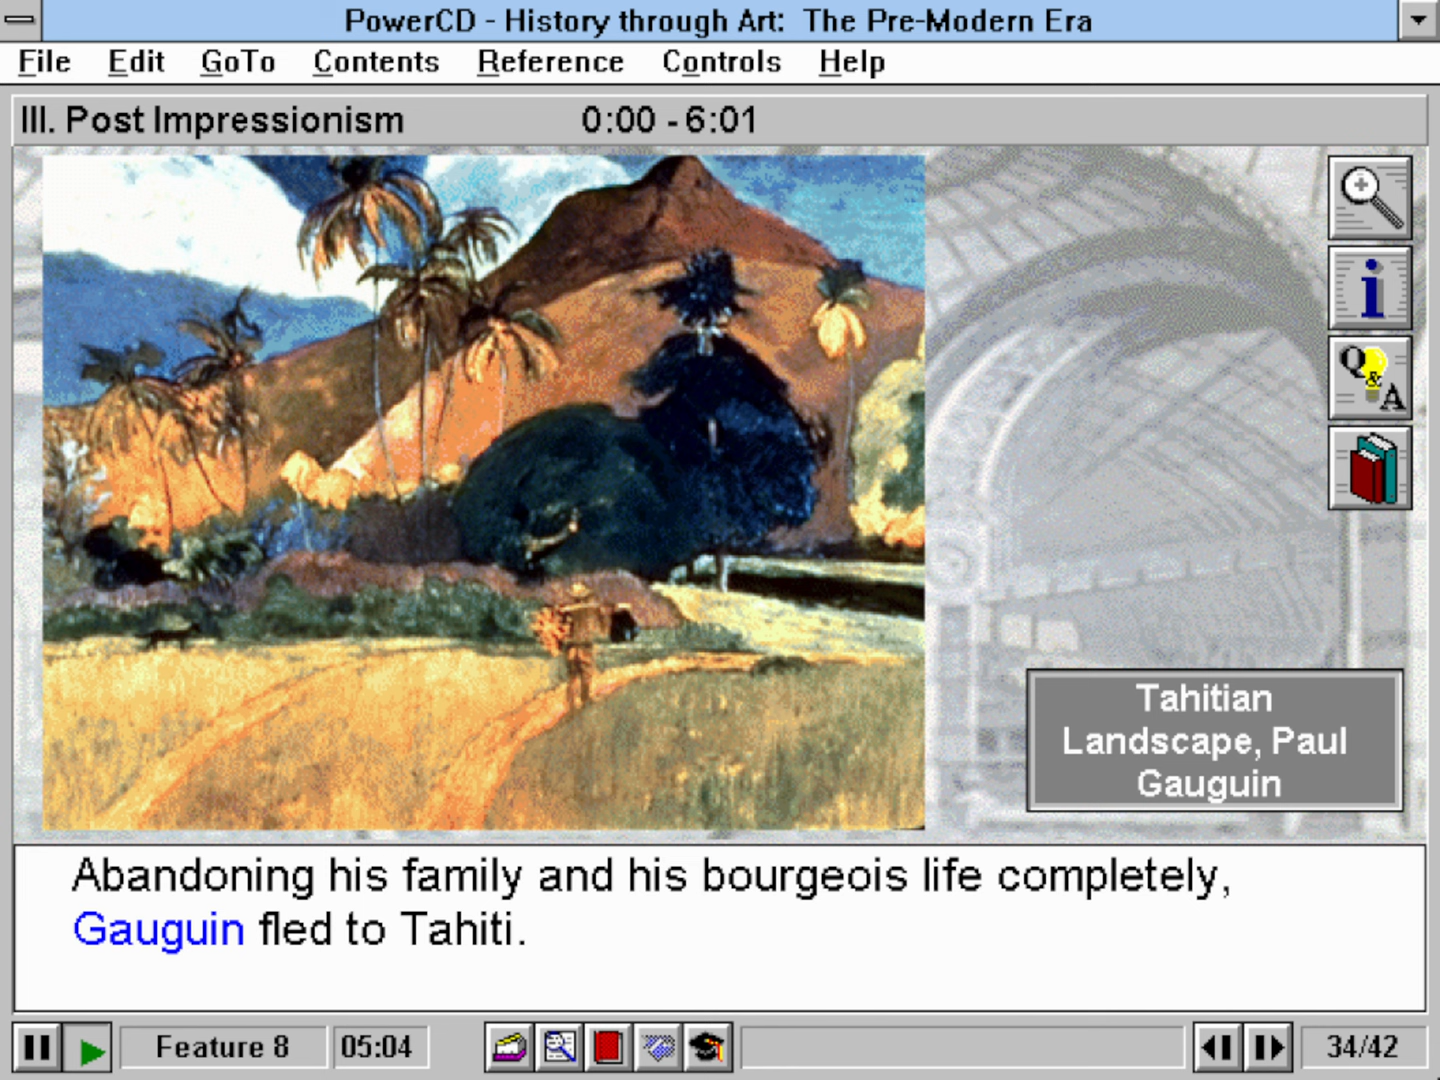 PowerCD - History through Art: The Pre-Modern Era
File Edit GoTo Contents Reference Controls Help
III. Post Impressionism 0:00 - 6:01
i
Q & A
Tahitian
Landscape, Paul
Gauguin
Abandoning his family and his bourgeois life completely,
Gauguin fled to Tahiti.
Feature 8 05:04 34/42